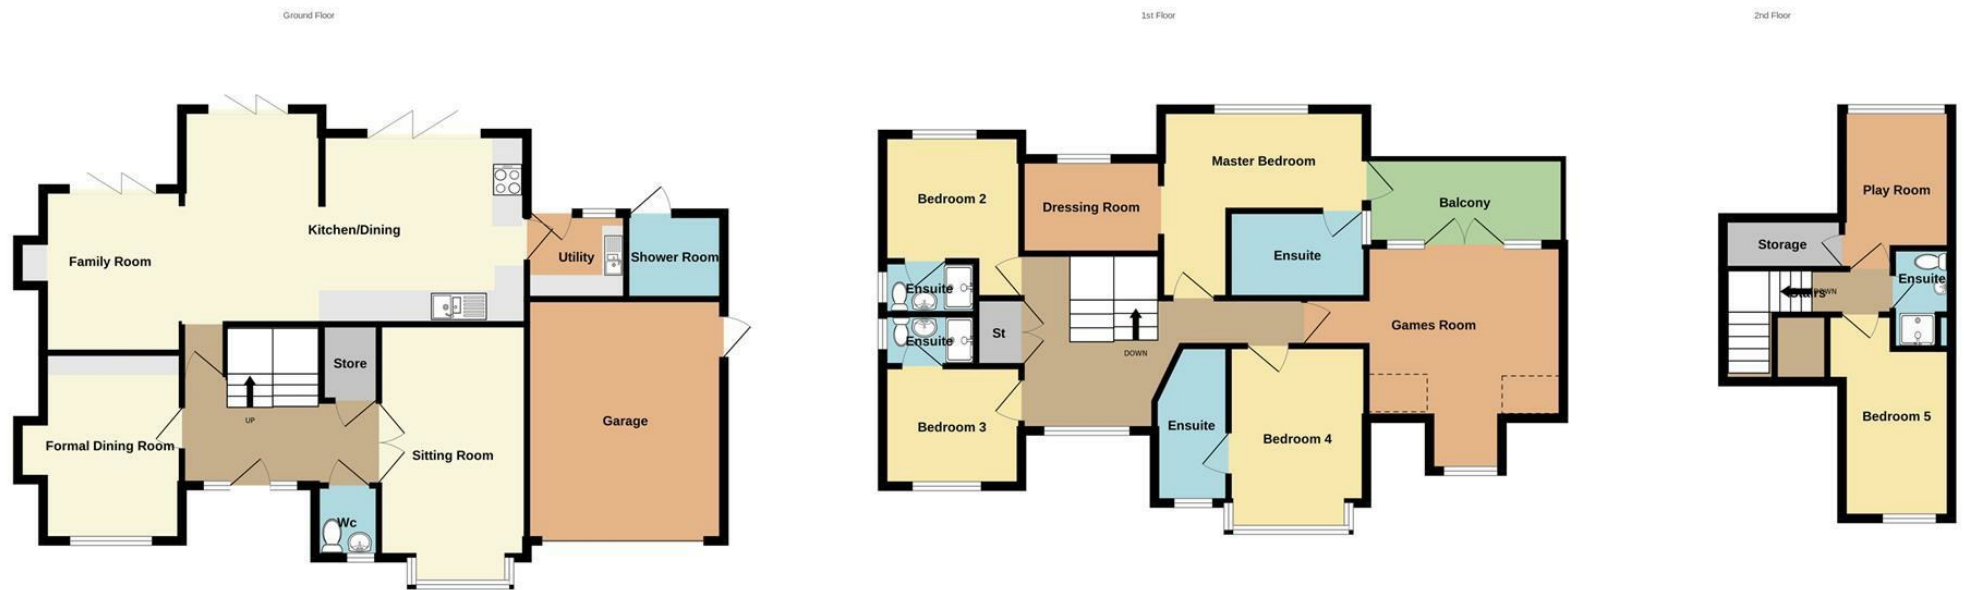 Ground Floor
1st Floor
2nd Floor
Kitchen/Dining
Family Room
Utility
Shower Room
Store
UP
Formal Dining Room
Sitting Room
Garage
Wc
Master Bedroom
Bedroom 2
Dressing Room
Balcony
Ensuite
Ensuite
Ensuite
St
Games Room
DOWN
Bedroom 3
Ensuite
Bedroom 4
Play Room
Storage
Ensuite
Stairs
DOWN
Bedroom 5